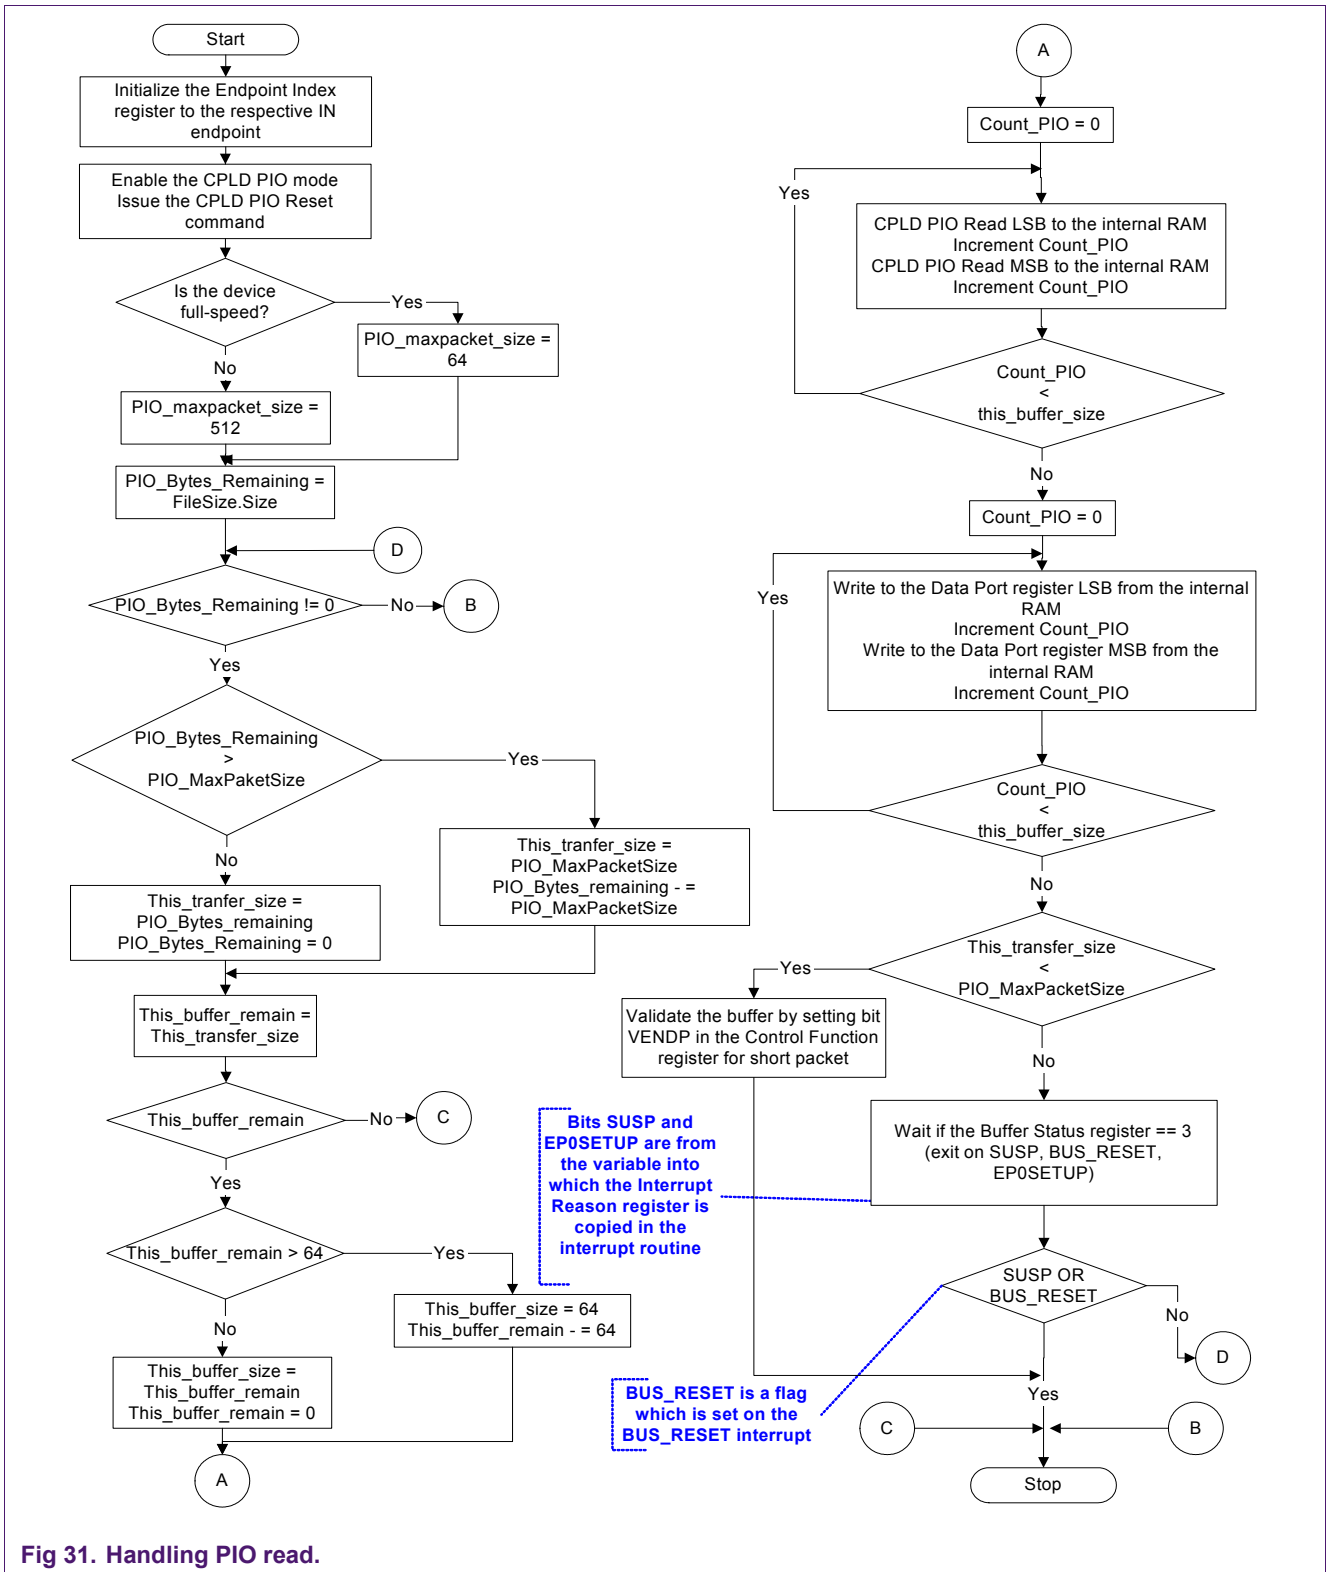 Start
Initialize the Endpoint Index
register to the respective IN
endpoint
Enable the CPLD PIO mode
Issue the CPLD PIO Reset
command
Is the device
full-speed?
Yes
PIO_maxpacket_size =
64
No
PIO_maxpacket_size =
512
PIO_Bytes_Remaining =
FileSize.Size
D
PIO_Bytes_Remaining != 0
No
B
Yes
PIO_Bytes_Remaining
>
PIO_MaxPaketSize
Yes
This_tranfer_size =
PIO_MaxPacketSize
PIO_Bytes_remaining - =
PIO_MaxPacketSize
No
This_tranfer_size =
PIO_Bytes_remaining
PIO_Bytes_Remaining = 0
This_buffer_remain =
This_transfer_size
This_buffer_remain
No
C
Yes
This_buffer_remain > 64
Yes
This_buffer_size = 64
This_buffer_remain - = 64
No
This_buffer_size =
This_buffer_remain
This_buffer_remain = 0
A
A
Count_PIO = 0
Yes
CPLD PIO Read LSB to the internal RAM
Increment Count_PIO
CPLD PIO Read MSB to the internal RAM
Increment Count_PIO
Count_PIO
<
this_buffer_size
No
Count_PIO = 0
Yes
Write to the Data Port register LSB from the internal
RAM
Increment Count_PIO
Write to the Data Port register MSB from the
internal RAM
Increment Count_PIO
Count_PIO
<
this_buffer_size
No
This_transfer_size
<
PIO_MaxPacketSize
Yes
Validate the buffer by setting bit
VENDP in the Control Function
register for short packet
No
Wait if the Buffer Status register == 3
(exit on SUSP, BUS_RESET,
EP0SETUP)
Bits SUSP and
EP0SETUP are from
the variable into
which the Interrupt
Reason register is
copied in the
interrupt routine
SUSP OR
BUS_RESET
No
D
Yes
BUS_RESET is a flag
which is set on the
BUS_RESET interrupt
C
B
Stop
Fig 31. Handling PIO read.